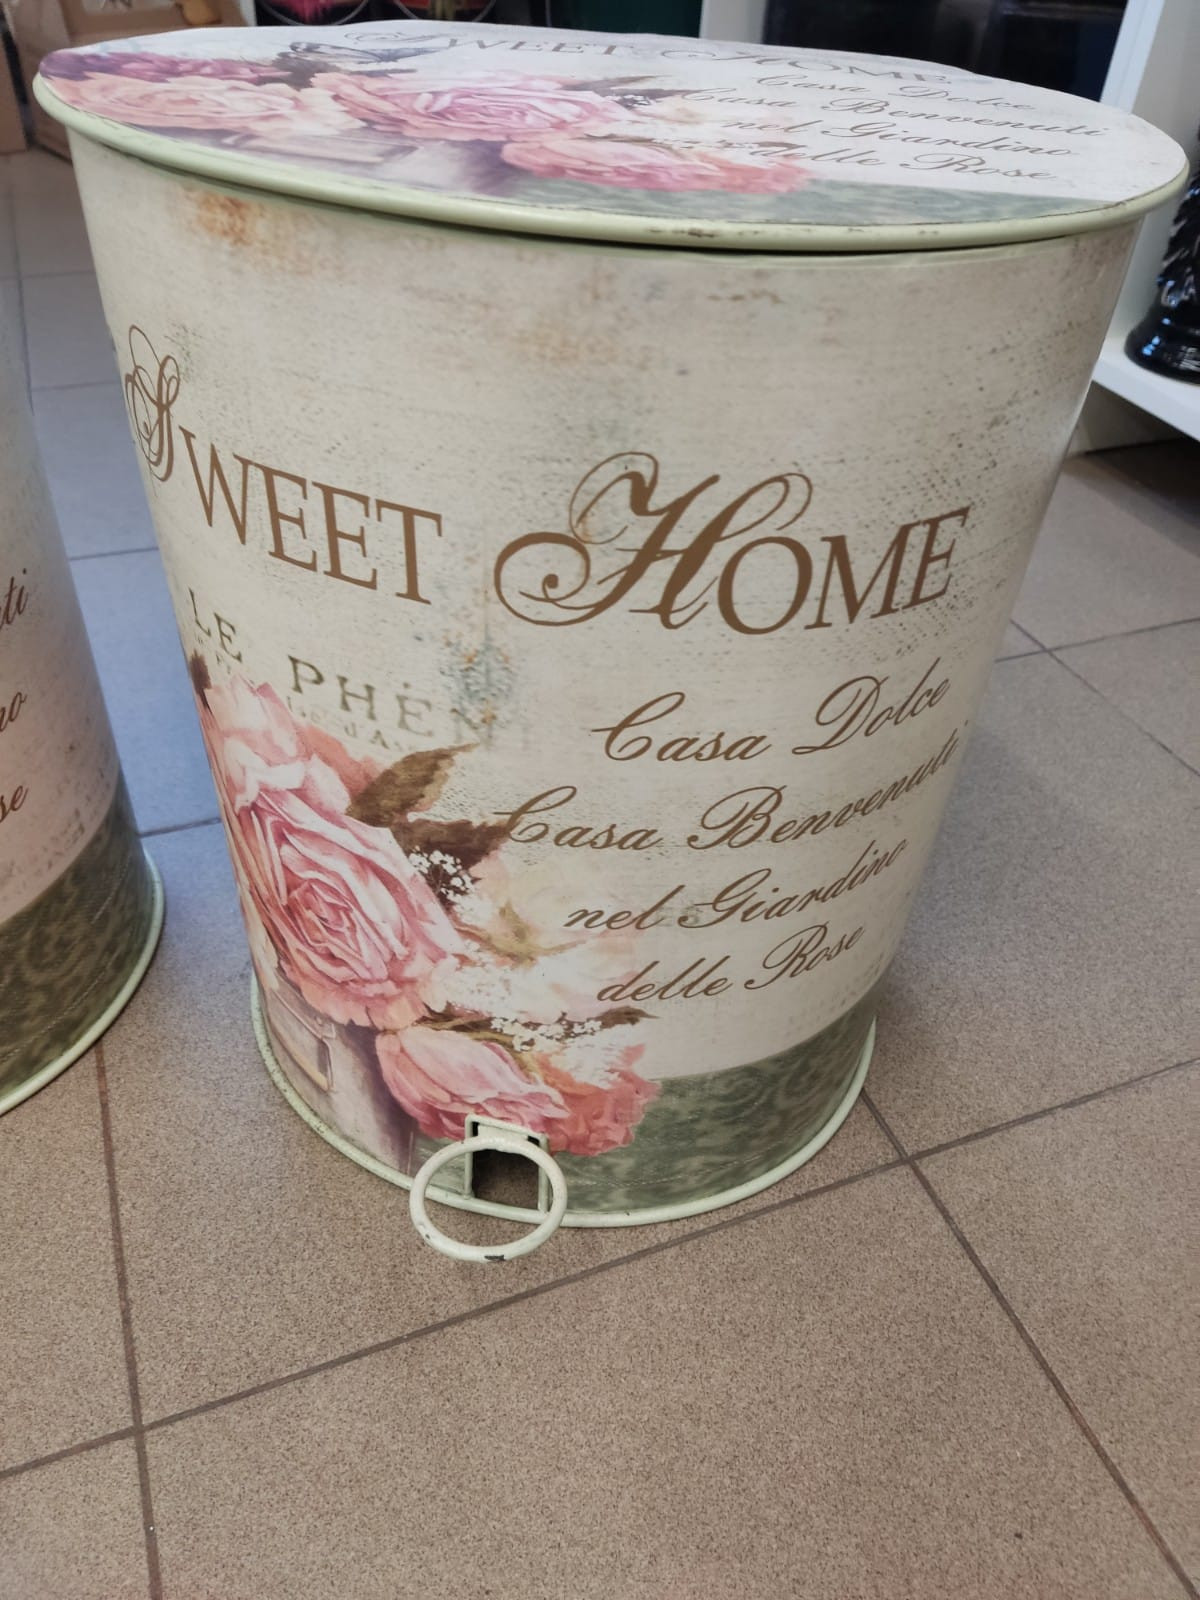 SWEET HOME
Casa Dolce
Casa Benvenuti
nel Giardino
delle Rose
SWEET HOME
LE PHÉN
Casa Dolce
Casa Benvenuti
nel Giardino
delle Rose